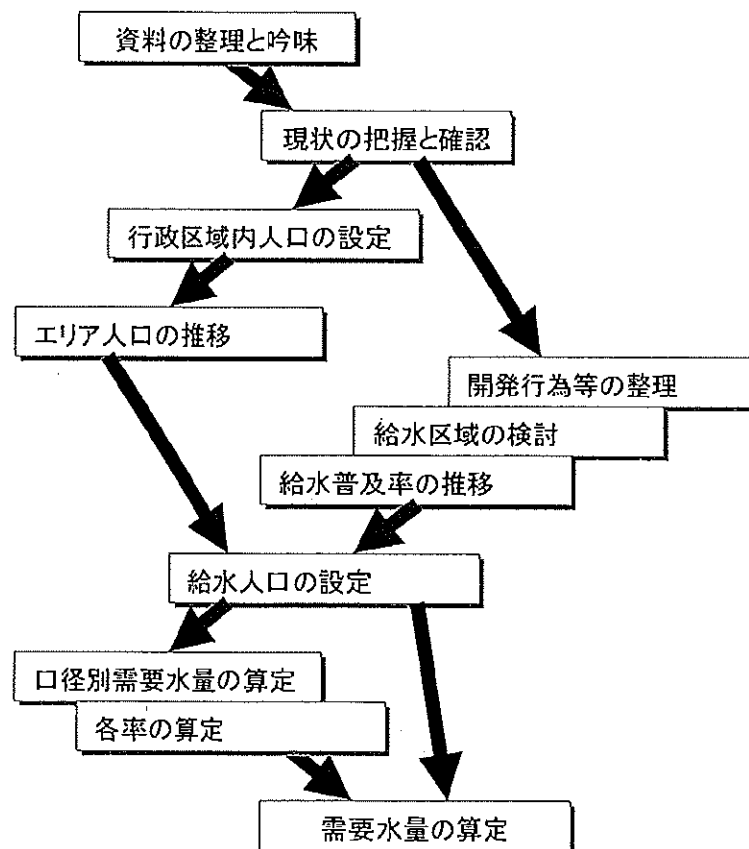 資料の整理と吟味
現状の把握と確認
行政区域内人口の設定
エリア人口の推移
開発行為等の整理
給水区域の検討
給水普及率の推移
給水人口の設定
口径別需要水量の算定
各率の算定
需要水量の算定